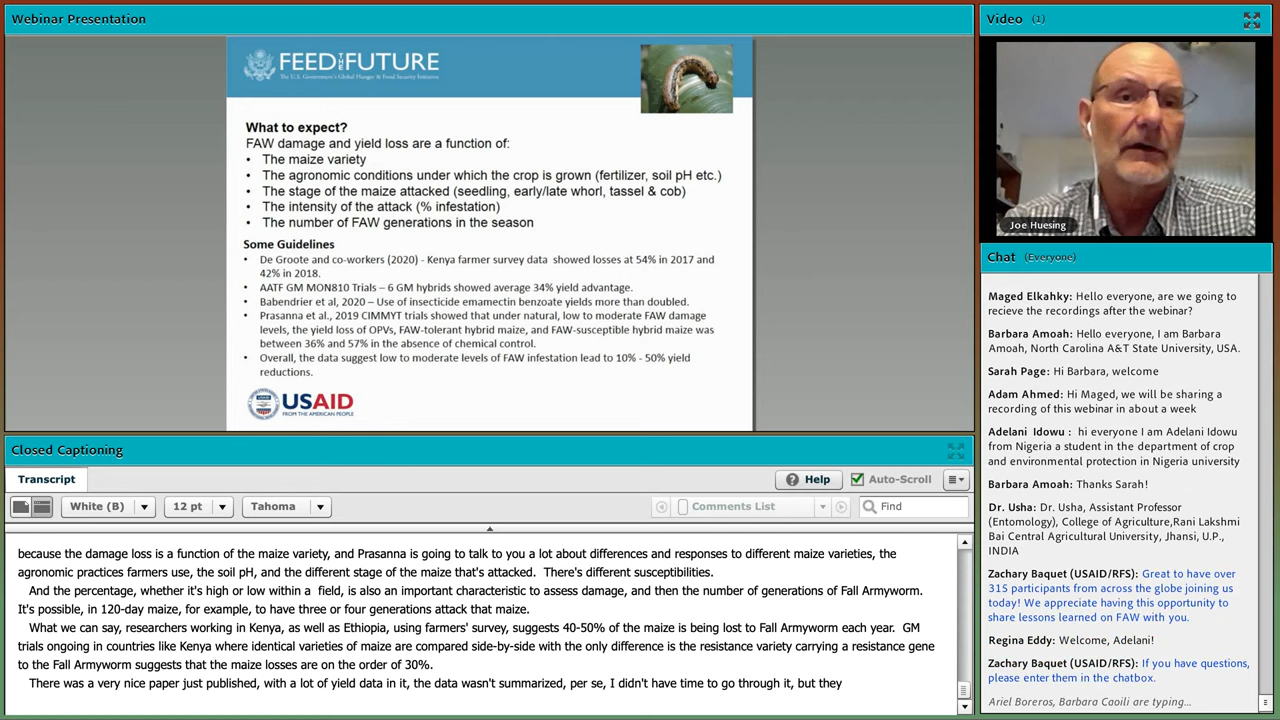 Webinar Presentation
FEED THE FUTURE
The U.S. Government's Global Hunger & Food Security Initiative
What to expect?
FAW damage and yield loss are a function of:
• The maize variety
• The agronomic conditions under which the crop is grown (fertilizer, soil pH etc.)
• The stage of the maize attacked (seedling, early/late whorl, tassel & cob)
• The intensity of the attack (% infestation)
• The number of FAW generations in the season
Some Guidelines
• De Groote and co-workers (2020) - Kenya farmer survey data showed losses at 54% in 2017 and
42% in 2018.
• AATF GM MON810 Trials – 6 GM hybrids showed average 34% yield advantage.
• Babendrier et al, 2020 – Use of insecticide emamectin benzoate yields more than doubled.
• Prasanna et al., 2019 CIMMYT trials showed that under natural, low to moderate FAW damage
levels, the yield loss of OPVs, FAW-tolerant hybrid maize, and FAW-susceptible hybrid maize was
between 36% and 57% in the absence of chemical control.
• Overall, the data suggest low to moderate levels of FAW infestation lead to 10% - 50% yield
reductions.
USAID
FROM THE AMERICAN PEOPLE
Closed Captioning
Transcript
Help
Auto-Scroll
White (B)
12 pt
Tahoma
Comments List
Find
because the damage loss is a function of the maize variety, and Prasanna is going to talk to you a lot about differences and responses to different maize varieties, the
agronomic practices farmers use, the soil pH, and the different stage of the maize that's attacked. There's different susceptibilities.
And the percentage, whether it's high or low within a field, is also an important characteristic to assess damage, and then the number of generations of Fall Armyworm.
It's possible, in 120-day maize, for example, to have three or four generations attack that maize.
What we can say, researchers working in Kenya, as well as Ethiopia, using farmers' survey, suggests 40-50% of the maize is being lost to Fall Armyworm each year. GM
trials ongoing in countries like Kenya where identical varieties of maize are compared side-by-side with the only difference is the resistance variety carrying a resistance gene
to the Fall Armyworm suggests that the maize losses are on the order of 30%.
There was a very nice paper just published, with a lot of yield data in it, the data wasn't summarized, per se, I didn't have time to go through it, but they
Video (1)
Joe Huesing
Chat (Everyone)
Maged Elkahky: Hello everyone, are we going to
recieve the recordings after the webinar?
Barbara Amoah: Hello everyone, I am Barbara
Amoah, North Carolina A&T State University, USA.
Sarah Page: Hi Barbara, welcome
Adam Ahmed: Hi Maged, we will be sharing a
recording of this webinar in about a week
Adelani Idowu : hi everyone I am Adelani Idowu
from Nigeria a student in the department of crop
and environmental protection in Nigeria university
Barbara Amoah: Thanks Sarah!
Dr. Usha: Dr. Usha, Assistant Professor
(Entomology), College of Agriculture,Rani Lakshmi
Bai Central Agricultural University, Jhansi, U.P.,
INDIA
Zachary Baquet (USAID/RFS): Great to have over
315 participants from across the globe joining us
today! We appreciate having this opportunity to
share lessons learned on FAW with you.
Regina Eddy: Welcome, Adelani!
Zachary Baquet (USAID/RFS): If you have questions,
please enter them in the chatbox.
Ariel Boreros, Barbara Caoili are typing...